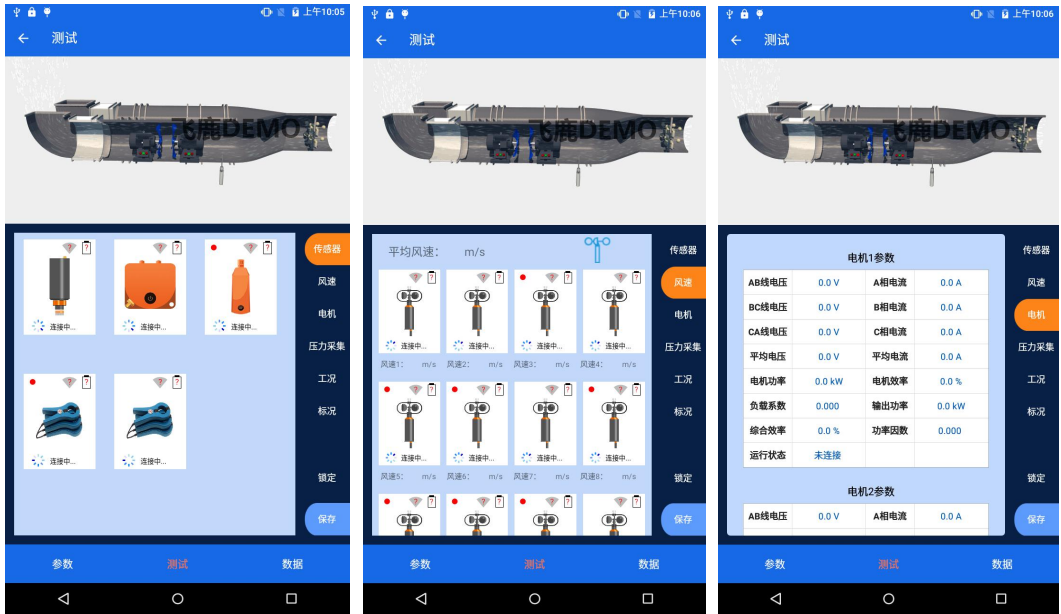 上午10:05
测试
飞鹿DEMO
?
?
?
?
?
?
传感器
连接中...
连接中...
连接中...
风速
电机
压力采集
工况
?
?
?
?
标况
连接中...
连接中...
锁定
保存
参数
测试
数据
上午10:06
测试
飞鹿DEMO
平均风速: m/s
传感器
?
?
?
?
?
?
?
?
风速
电机
连接中...
连接中...
连接中...
连接中...
压力采集
风速1: m/s 风速2: m/s 风速3: m/s 风速4: m/s
工况
?
?
?
?
?
?
?
?
标况
连接中...
连接中...
连接中...
连接中...
风速5: m/s 风速6: m/s 风速7: m/s 风速8: m/s
锁定
?
?
?
?
?
?
?
?
保存
参数
测试
数据
上午10:06
测试
飞鹿DEMO
电机1参数
AB线电压 0.0 V A相电流 0.0 A
BC线电压 0.0 V B相电流 0.0 A
CA线电压 0.0 V C相电流 0.0 A
平均电压 0.0 V 平均电流 0.0 A
电机功率 0.0 kW 电机效率 0.0 %
负载系数 0.000 输出功率 0.0 kW
综合效率 0.0 % 功率因数 0.000
运行状态 未连接
电机2参数
AB线电压 0.0 V A相电流 0.0 A
传感器
风速
电机
压力采集
工况
标况
锁定
保存
参数
测试
数据